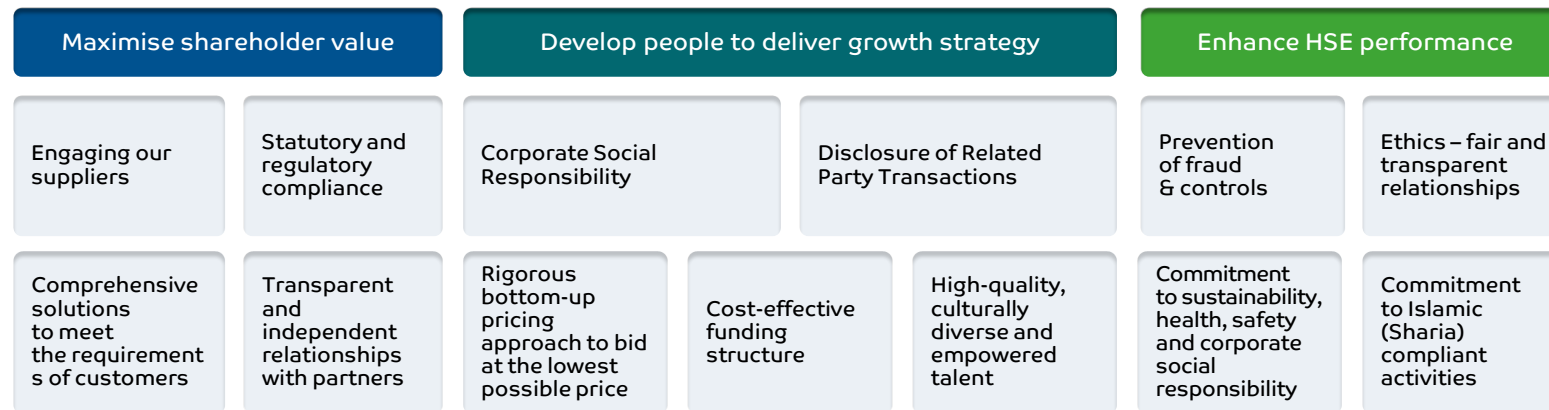 Maximise shareholder value
Develop people to deliver growth strategy
Enhance HSE performance
Engaging our
suppliers
Statutory and
regulatory
compliance
Corporate Social
Responsibility
Disclosure of Related
Party Transactions
Prevention
of fraud
& controls
Ethics – fair and
transparent
relationships
Comprehensive
solutions
to meet
the requirement
s of customers
Transparent
and
independent
relationships
with partners
Rigorous
bottom-up
pricing
approach to bid
at the lowest
possible price
Cost-effective
funding
structure
High-quality,
culturally
diverse and
empowered
talent
Commitment
to sustainability,
health, safety
and corporate
social
responsibility
Commitment
to Islamic
(Sharia)
compliant
activities